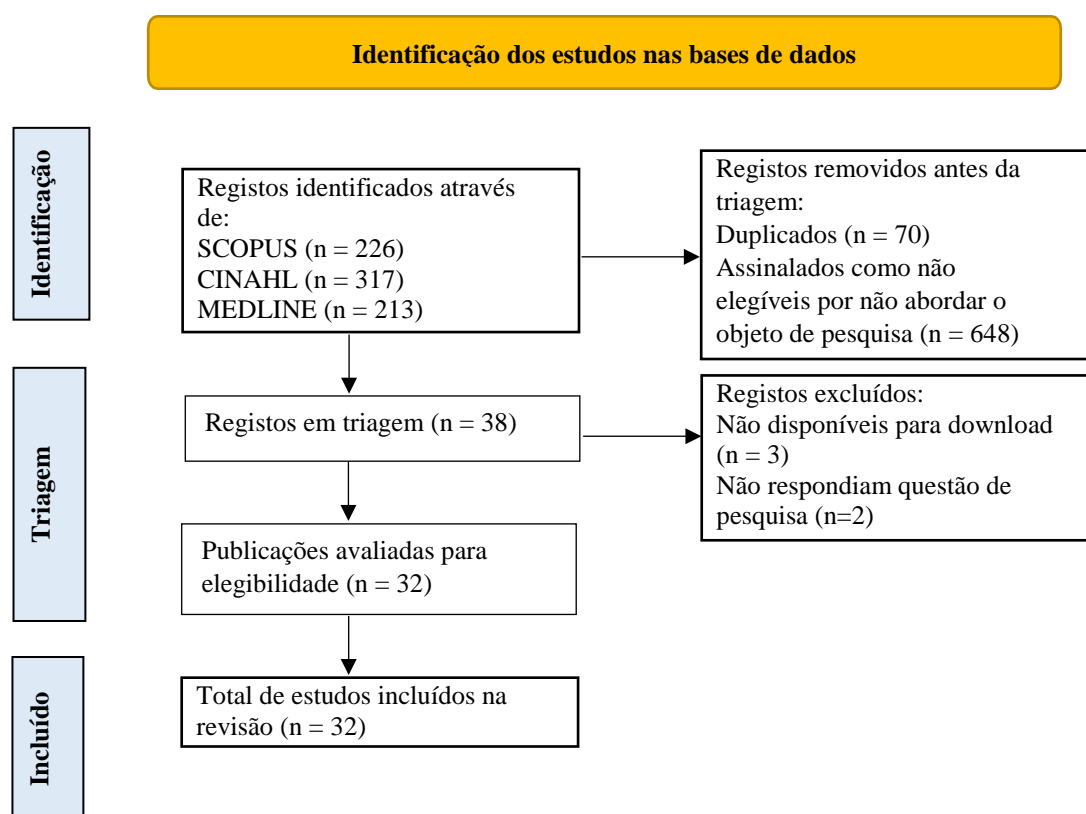 Identificação dos estudos nas bases de dados
Identificação
Registos identificados através
de:
SCOPUS (n = 226)
CINAHL (n = 317)
MEDLINE (n = 213)
Registos removidos antes da
triagem:
Duplicados (n = 70)
Assinalados como não
elegíveis por não abordar o
objeto de pesquisa (n = 648)
Triagem
Registos em triagem (n = 38)
Registos excluídos:
Não disponíveis para download
(n = 3)
Não respondiam questão de
pesquisa (n=2)
Publicações avaliadas para
elegibilidade (n = 32)
Incluído
Total de estudos incluídos na
revisão (n = 32)